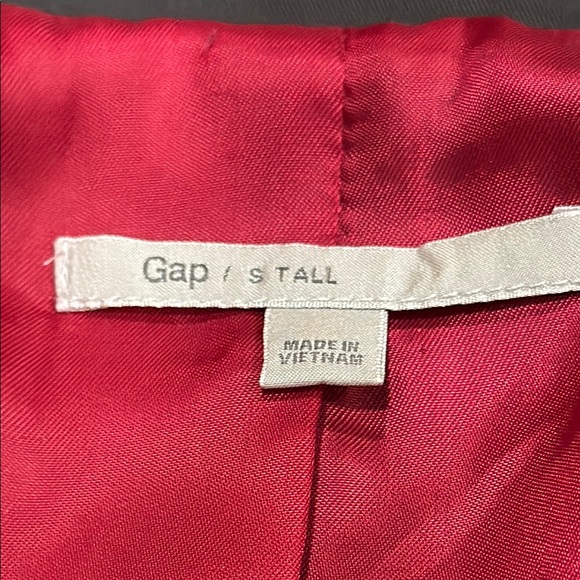 Gap / S TALL
MADE IN
VIETNAM